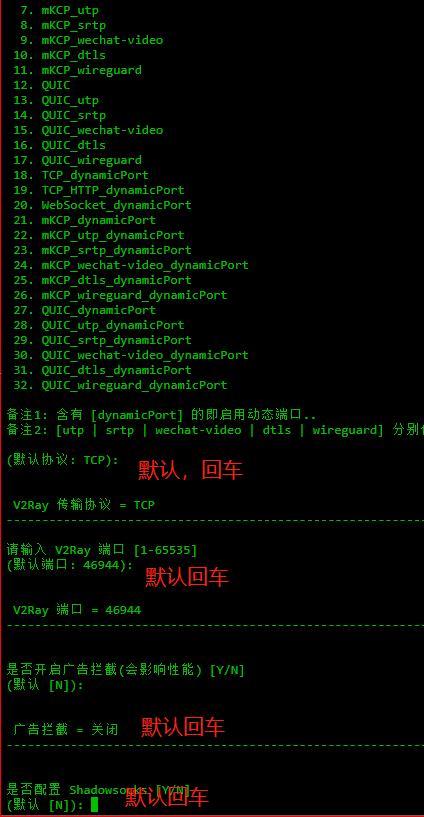 7. mKCP_utp
8. mKCP_srtp
9. mKCP_wechat-video
10. mKCP_dtls
11. mKCP_wireguard
12. QUIC
13. QUIC_utp
14. QUIC_srtp
15. QUIC_wechat-video
16. QUIC_dtls
17. QUIC_wireguard
18. TCP_dynamicPort
19. TCP_HTTP_dynamicPort
20. WebSocket_dynamicPort
21. mKCP_dynamicPort
22. mKCP_utp_dynamicPort
23. mKCP_srtp_dynamicPort
24. mKCP_wechat-video_dynamicPort
25. mKCP_dtls_dynamicPort
26. mKCP_wireguard_dynamicPort
27. QUIC_dynamicPort
28. QUIC_utp_dynamicPort
29. QUIC_srtp_dynamicPort
30. QUIC_wechat-video_dynamicPort
31. QUIC_dtls_dynamicPort
32. QUIC_wireguard_dynamicPort
备注1: 含有 [dynamicPort] 的即启用动态端口..
备注2: [utp | srtp | wechat-video | dtls | wireguard] 分别
(默认协议: TCP):
默认，回车
V2Ray 传输协议 = TCP
------------------------------------------------------------
请输入 V2Ray 端口 [1-65535]
(默认端口: 46944):
默认回车
V2Ray 端口 = 46944
------------------------------------------------------------
是否开启广告拦截(会影响性能) [Y/N]
(默认 [N]):
广告拦截 = 关闭 默认回车
------------------------------------------------------------
是否配置 Shadowsocks [Y/N]
(默认 [N]): 默认回车